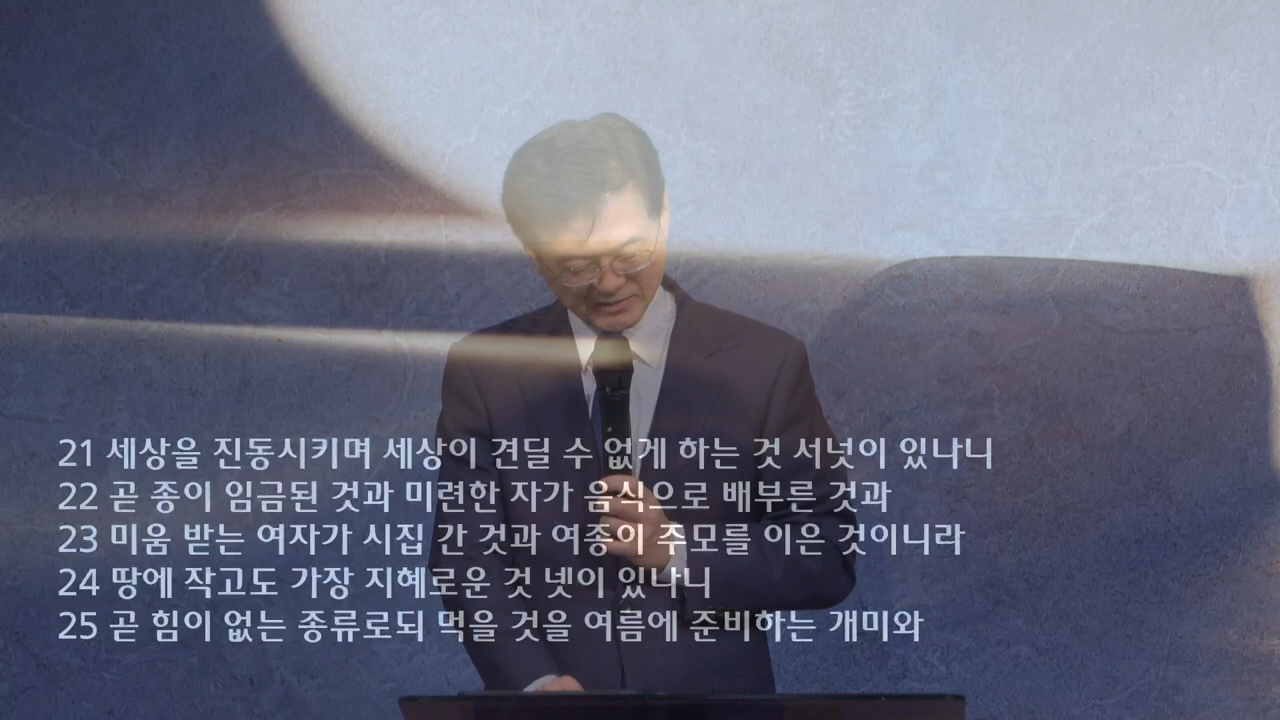 21 세상을 진동시키며 세상이 견딜 수 없게 하는 것 서넛이 있나니
22 곧 종이 임금된 것과 미련한 자가 음식으로 배부른 것과
23 미움 받는 여자가 시집 간 것과 여종이 주모를 이은 것이니라
24 땅에 작고도 가장 지혜로운 것 넷이 있나니
25 곧 힘이 없는 종류로되 먹을 것을 여름에 준비하는 개미와